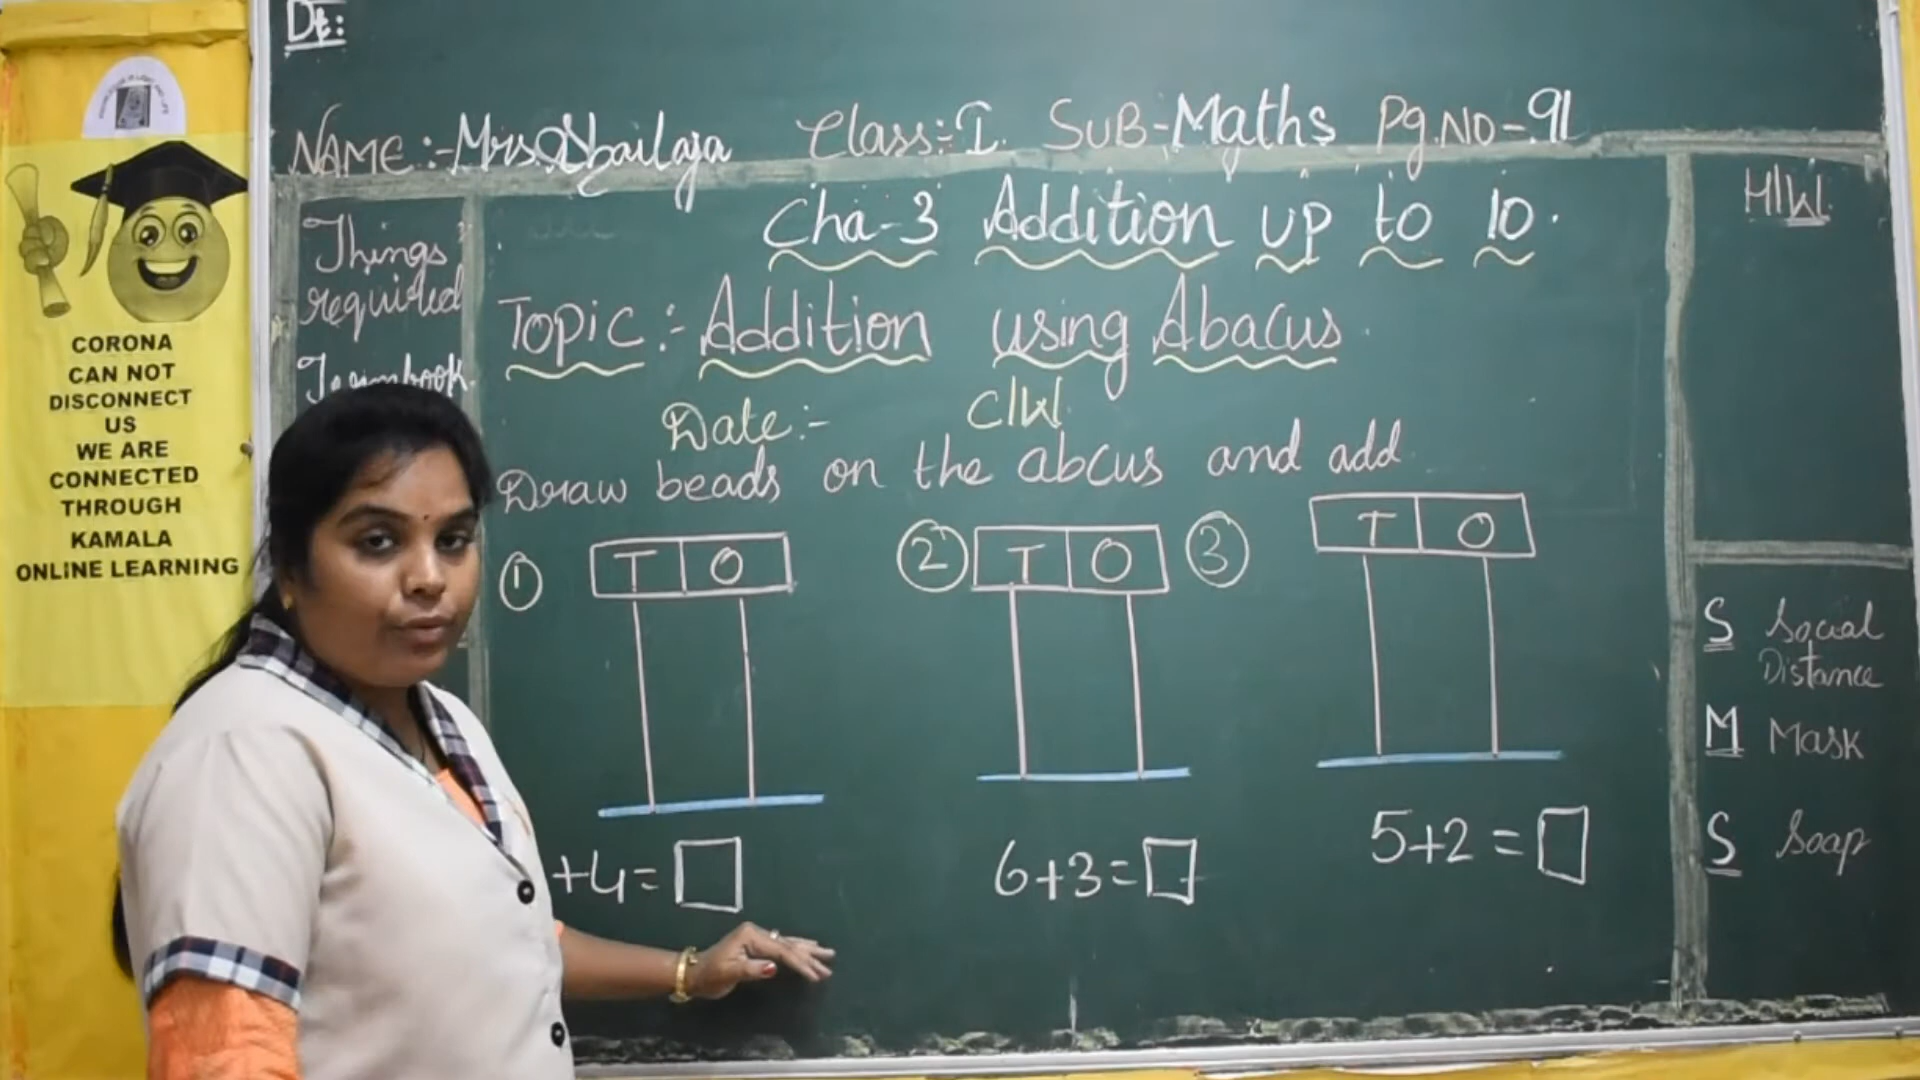 Dt:
NAME:- Mrs. Shailaja Class:- I. SUB- Maths Pg.NO-91
Cha-3 Addition up to 10.
Things
required
Topic:- Addition using Abacus.
Date:- C/W
Draw beads on the abcus and add
1 T O
2 T O
3 T O
+4=
6+3=
5+2=
H/W
S Social
Distance
M Mask
S Soap
CORONA
CAN NOT
DISCONNECT
US
WE ARE
CONNECTED
THROUGH
KAMALA
ONLINE LEARNING